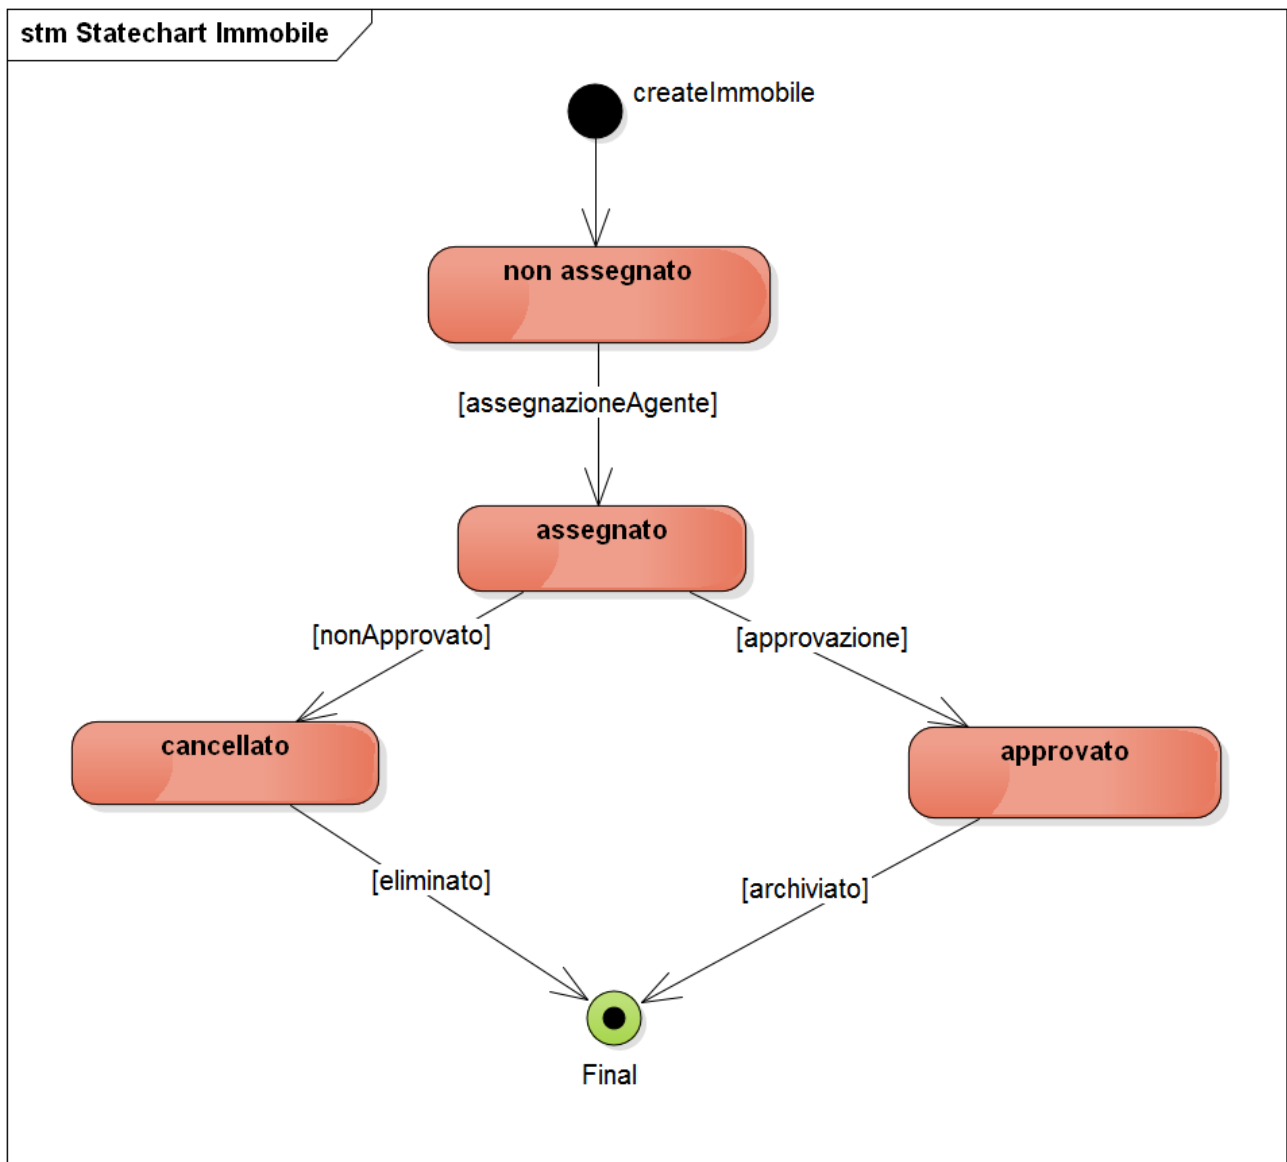 stm Statechart Immobile
createImmobile
non assegnato
[assegnazioneAgente]
assegnato
[nonApprovato]
[approvazione]
cancellato
approvato
[eliminato]
[archiviato]
Final